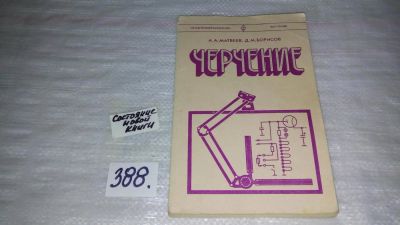 А.А.МАТВЕЕВ, Д.М.БОРИСОВ
ЧЕРЧЕНИЕ
СОСТОЯНИЕ
НОВОЙ
КНИГИ
388.